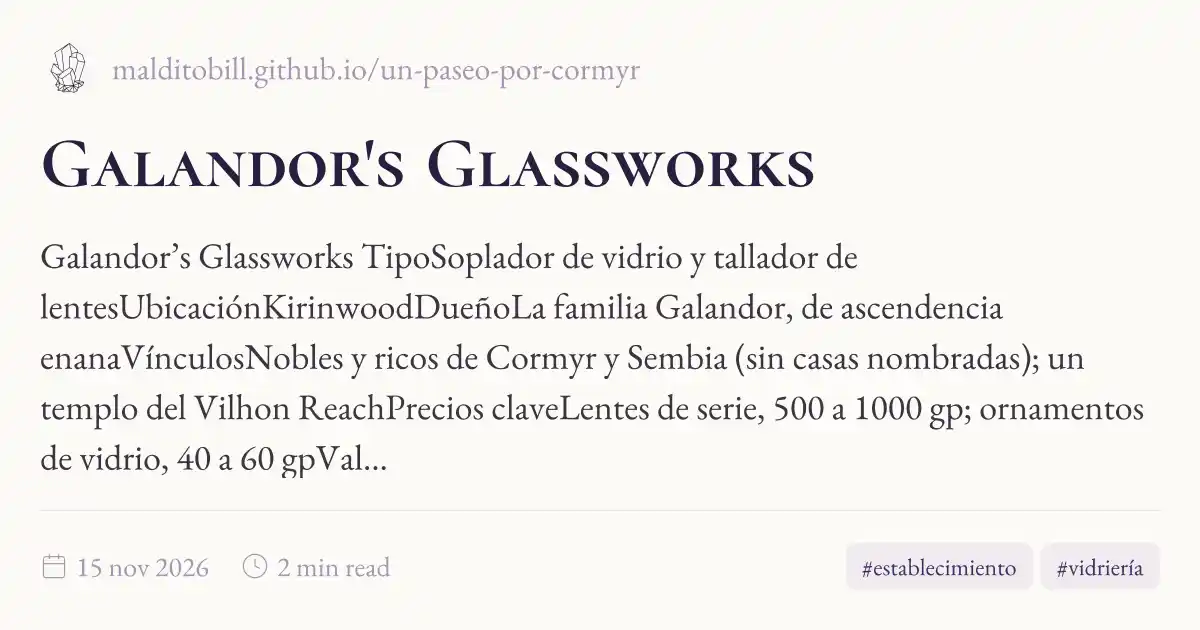 malditobill.github.io/un-paseo-por-cormyr
Galandor's Glassworks
Galandor’s Glassworks TipoSoplador de vidrio y tallador de
lentesUbicaciónKirinwoodDueñoLa familia Galandor, de ascendencia
enanaVínculosNobles y ricos de Cormyr y Sembia (sin casas nombradas); un
templo del Vilhon ReachPrecios claveLentes de serie, 500 a 1000 gp; ornamentos
de vidrio, 40 a 60 gpVal...
15 nov 2026
2 min read
#establecimiento
#vidriería